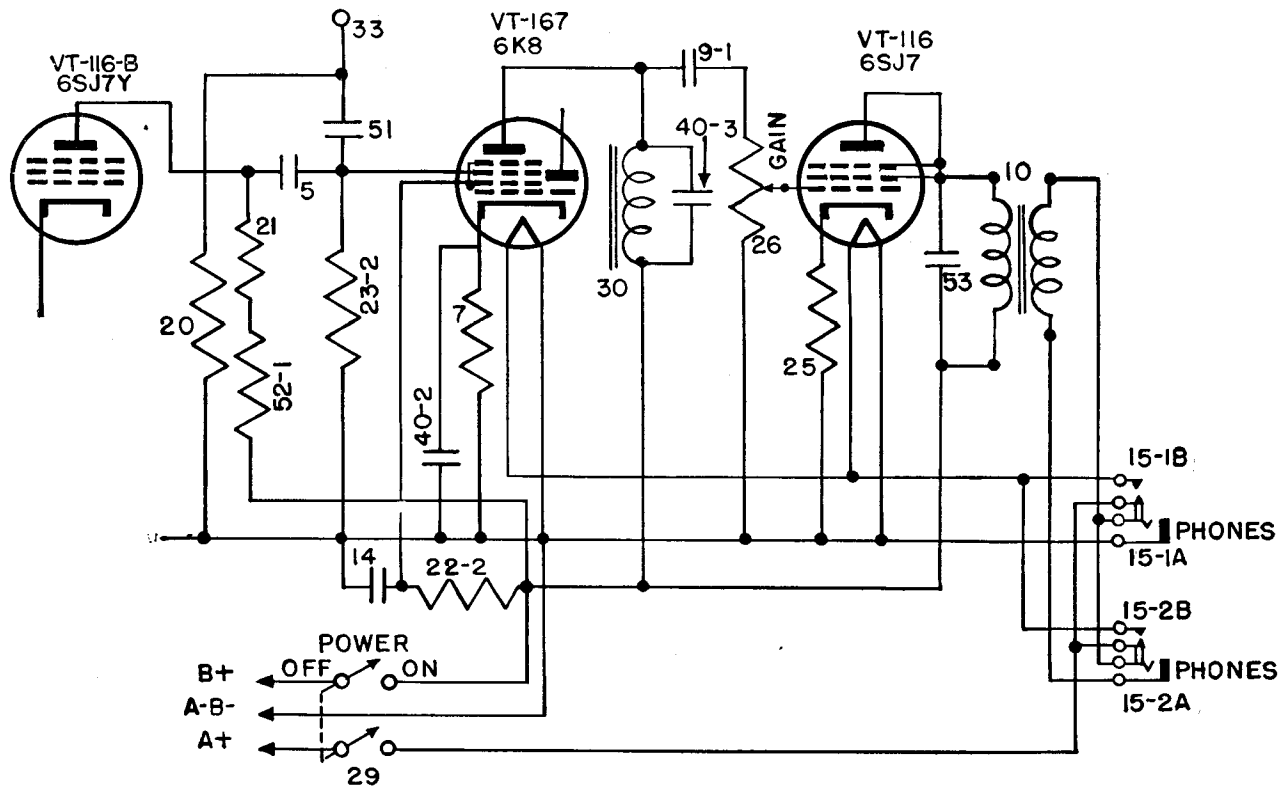 33
VT-167
6K8
VT-116-B
6SJ7Y
VT-116
6SJ7
9-1
51
40-3
GAIN
5
10
21
20
23-2
7
30
26
53
25
52-1
40-2
15-1B
PHONES
15-1A
14
22-2
15-2B
POWER
OFF
ON
B+
PHONES
A-B-
15-2A
A+
29